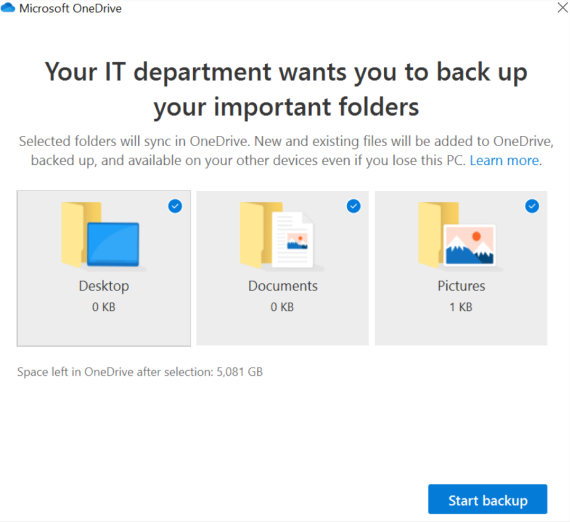 Microsoft OneDrive
Your IT department wants you to back up
your important folders
Selected folders will sync in OneDrive. New and existing files will be added to OneDrive,
backed up, and available on your other devices even if you lose this PC. Learn more.
Desktop
0 KB
Documents
0 KB
Pictures
1 KB
Space left in OneDrive after selection: 5,081 GB
Start backup